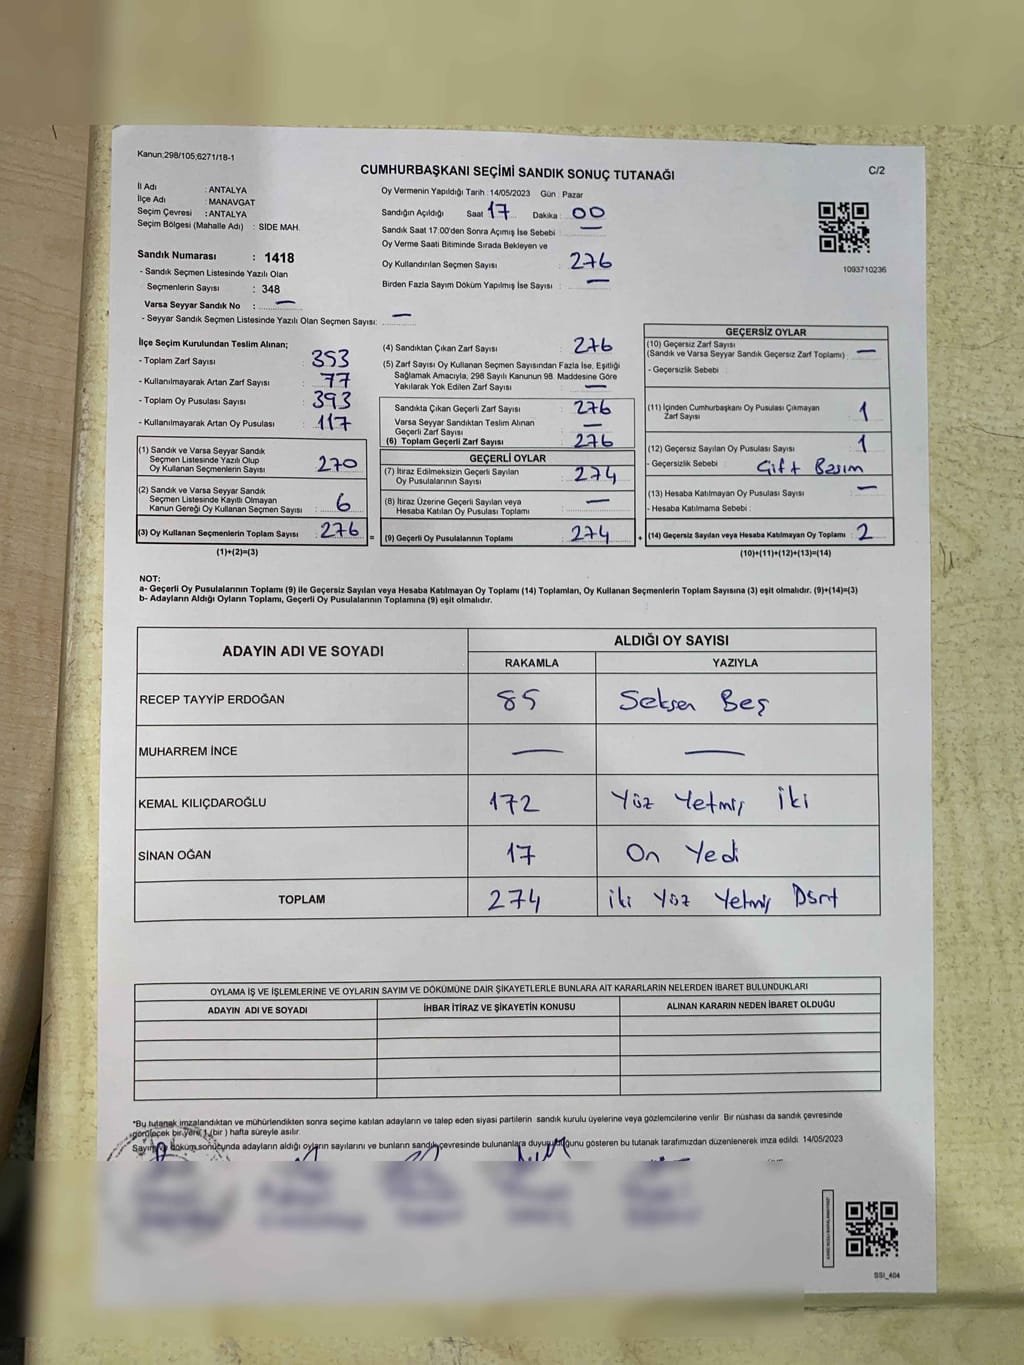 Kanun:298/105;6271/18-1
CUMHURBAŞKANI SEÇİMİ SANDIK SONUÇ TUTANAĞI
C/2
İl Adı : ANTALYA
İlçe Adı : MANAVGAT
Seçim Çevresi : ANTALYA
Seçim Bölgesi (Mahalle Adı) : SİDE MAH.
Sandık Numarası : 1418
- Sandık Seçmen Listesinde Yazılı Olan
Seçmenlerin Sayısı : 348
Varsa Seyyar Sandık No : —
- Seyyar Sandık Seçmen Listesinde Yazılı Olan Seçmen Sayısı: —
Oy Vermenin Yapıldığı Tarih : 14/05/2023 Gün : Pazar
Sandığın Açıldığı Saat 17 Dakika : 00
Sandık Saat 17:00'den Sonra Açımış İse Sebebi : —
Oy Verme Saati Bitiminde Sırada Bekleyen ve
Oy Kullandırılan Seçmen Sayısı : 276
Birden Fazla Sayım Döküm Yapılmış İse Sayısı : —
1093710236
İlçe Seçim Kurulundan Teslim Alınan;
- Toplam Zarf Sayısı 353
- Kullanılmayarak Artan Zarf Sayısı : 77
- Toplam Oy Pusulası Sayısı 393
- Kullanılmayarak Artan Oy Pusulası : 117
(1) Sandık ve Varsa Seyyar Sandık
Seçmen Listesinde Yazılı Olup
Oy Kullanan Seçmenlerin Sayısı : 270
(2) Sandık ve Varsa Seyyar Sandık
Seçmen Listesinde Kayıtlı Olmayan
Kanun Gereği Oy Kullanan Seçmen Sayısı : 6
(3) Oy Kullanan Seçmenlerin Toplam Sayısı : 276 =
(1)+(2)=(3)
(4) Sandıktan Çıkan Zarf Sayısı : 276
(5) Zarf Sayısı Oy Kullanan Seçmen Sayısından Fazla İse, Eşitliği
Sağlamak Amacıyla, 298 Sayılı Kanunun 98. Maddesine Göre
Yakılarak Yok Edilen Zarf Sayısı : —
Sandıkta Çıkan Geçerli Zarf Sayısı : 276
Varsa Seyyar Sandıktan Teslim Alınan
Geçerli Zarf Sayısı : —
(6) Toplam Geçerli Zarf Sayısı : 276
GEÇERLİ OYLAR
(7) İtiraz Edilmeksizin Geçerli Sayılan
Oy Pusulalarının Sayısı : 274
(8) İtiraz Üzerine Geçerli Sayılan veya
Hesaba Katılan Oy Pusulası Toplamı : —
(9) Geçerli Oy Pusulalarının Toplamı : 274 +
GEÇERSİZ OYLAR
(10) Geçersiz Zarf Sayısı
(Sandık ve Varsa Seyyar Sandık Geçersiz Zarf Toplamı) : —
- Geçersizlik Sebebi :
(11) İçinden Cumhurbaşkanı Oy Pusulası Çıkmayan
Zarf Sayısı : 1
(12) Geçersiz Sayılan Oy Pusulası Sayısı : 1
- Geçersizlik Sebebi : Çift Basım
(13) Hesaba Katılmayan Oy Pusulası Sayısı : —
- Hesaba Katılmama Sebebi :
(14) Geçersiz Sayılan veya Hesaba Katılmayan Oy Toplamı : 2
(10)+(11)+(12)+(13)=(14)
NOT:
a- Geçerli Oy Pusulalarının Toplamı (9) ile Geçersiz Sayılan veya Hesaba Katılmayan Oy Toplamı (14) Toplamları, Oy Kullanan Seçmenlerin Toplam Sayısına (3) eşit olmalıdır. (9)+(14)=(3)
b- Adayların Aldığı Oyların Toplamı, Geçerli Oy Pusulalarının Toplamına (9) eşit olmalıdır.
ADAYIN ADI VE SOYADI ALDIĞI OY SAYISI
RAKAMLA YAZIYLA
RECEP TAYYİP ERDOĞAN 85 Seksen Beş
MUHARREM İNCE — —
KEMAL KILIÇDAROĞLU 172 Yüz Yetmiş İki
SİNAN OĞAN 17 On Yedi
TOPLAM 274 İki Yüz Yetmiş Dört
OYLAMA İŞ VE İŞLEMLERİNE VE OYLARIN SAYIM VE DÖKÜMÜNE DAİR ŞİKAYETLERLE BUNLARA AİT KARARLARIN NELERDEN İBARET BULUNDUKLARI
ADAYIN ADI VE SOYADI İHBAR İTİRAZ VE ŞİKAYETİN KONUSU ALINAN KARARIN NEDEN İBARET OLDUĞU
*Bu tutanak imzalandıktan ve mühürlendikten sonra seçime katılan adayların ve talep eden siyasi partilerin sandık kurulu üyelerine veya gözlemcilerine verilir. Bir nüshası da sandık çevresinde
görülecek bir yere 1 (bir) hafta süreyle asılır.
Sayım ve döküm sonucunda adayların aldığı oyların sayılarını ve bunların sandık çevresinde bulunanlara duyurulduğunu gösteren bu tutanak tarafımızdan düzenlenerek imza edildi. 14/05/2023
SSI_404